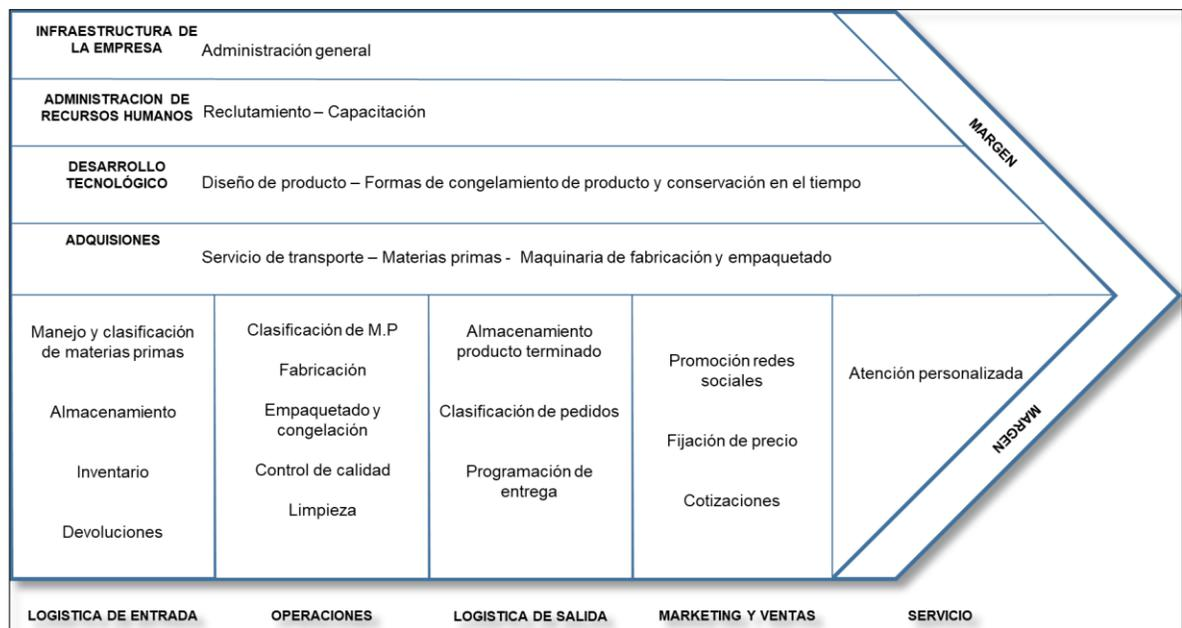 INFRAESTRUCTURA DE
LA EMPRESA
Administración general
ADMINISTRACION DE
RECURSOS HUMANOS
Reclutamiento – Capacitación
DESARROLLO
TECNOLÓGICO
Diseño de producto – Formas de congelamiento de producto y conservación en el tiempo
ADQUISIONES
Servicio de transporte – Materias primas - Maquinaria de fabricación y empaquetado
MARGEN
Manejo y clasificación
de materias primas
Almacenamiento
Inventario
Devoluciones
Clasificación de M.P
Fabricación
Empaquetado y
congelación
Control de calidad
Limpieza
Almacenamiento
producto terminado
Clasificación de pedidos
Programación de
entrega
Promoción redes
sociales
Fijación de precio
Cotizaciones
Atención personalizada
MARGEN
LOGISTICA DE ENTRADA
OPERACIONES
LOGISTICA DE SALIDA
MARKETING Y VENTAS
SERVICIO